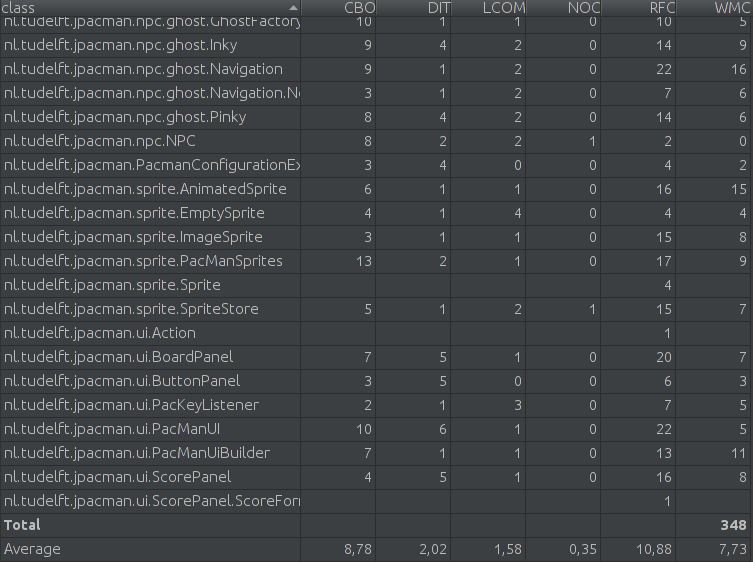 class CBO DIT LCOM NOC RFC WMC
nl.tudelft.jpacman.npc.ghost.GhostFactory 10 1 1 0 10 5
nl.tudelft.jpacman.npc.ghost.Inky 9 4 2 0 14 9
nl.tudelft.jpacman.npc.ghost.Navigation 9 1 2 0 22 16
nl.tudelft.jpacman.npc.ghost.Navigation.No 3 1 2 0 7 6
nl.tudelft.jpacman.npc.ghost.Pinky 8 4 2 0 14 6
nl.tudelft.jpacman.npc.NPC 8 2 2 1 2 0
nl.tudelft.jpacman.PacmanConfigurationEx 3 4 0 0 4 2
nl.tudelft.jpacman.sprite.AnimatedSprite 6 1 1 0 16 15
nl.tudelft.jpacman.sprite.EmptySprite 4 1 4 0 4 4
nl.tudelft.jpacman.sprite.ImageSprite 3 1 1 0 15 8
nl.tudelft.jpacman.sprite.PacManSprites 13 2 1 0 17 9
nl.tudelft.jpacman.sprite.Sprite 4
nl.tudelft.jpacman.sprite.SpriteStore 5 1 2 1 15 7
nl.tudelft.jpacman.ui.Action 1
nl.tudelft.jpacman.ui.BoardPanel 7 5 1 0 20 7
nl.tudelft.jpacman.ui.ButtonPanel 3 5 0 0 6 3
nl.tudelft.jpacman.ui.PacKeyListener 2 1 3 0 7 5
nl.tudelft.jpacman.ui.PacManUI 10 6 1 0 22 5
nl.tudelft.jpacman.ui.PacManUiBuilder 7 1 1 0 13 11
nl.tudelft.jpacman.ui.ScorePanel 4 5 1 0 16 8
nl.tudelft.jpacman.ui.ScorePanel.ScoreForm 1
Total 348
Average 8,78 2,02 1,58 0,35 10,88 7,73